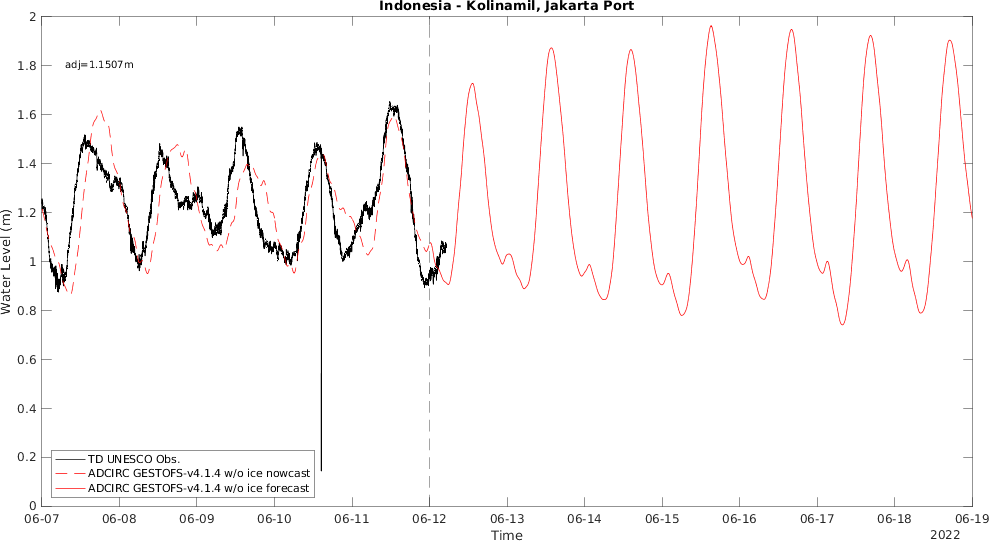 Indonesia - Kolinamil, Jakarta Port
adj=1.1507m
Water Level (m)
2
1.8
1.6
1.4
1.2
1
0.8
0.6
0.4
0.2
0
TD UNESCO Obs.
ADCIRC GESTOFS-v4.1.4 w/o ice nowcast
ADCIRC GESTOFS-v4.1.4 w/o ice forecast
06-07 06-08 06-09 06-10 06-11 06-12 06-13 06-14 06-15 06-16 06-17 06-18 06-19
Time
2022